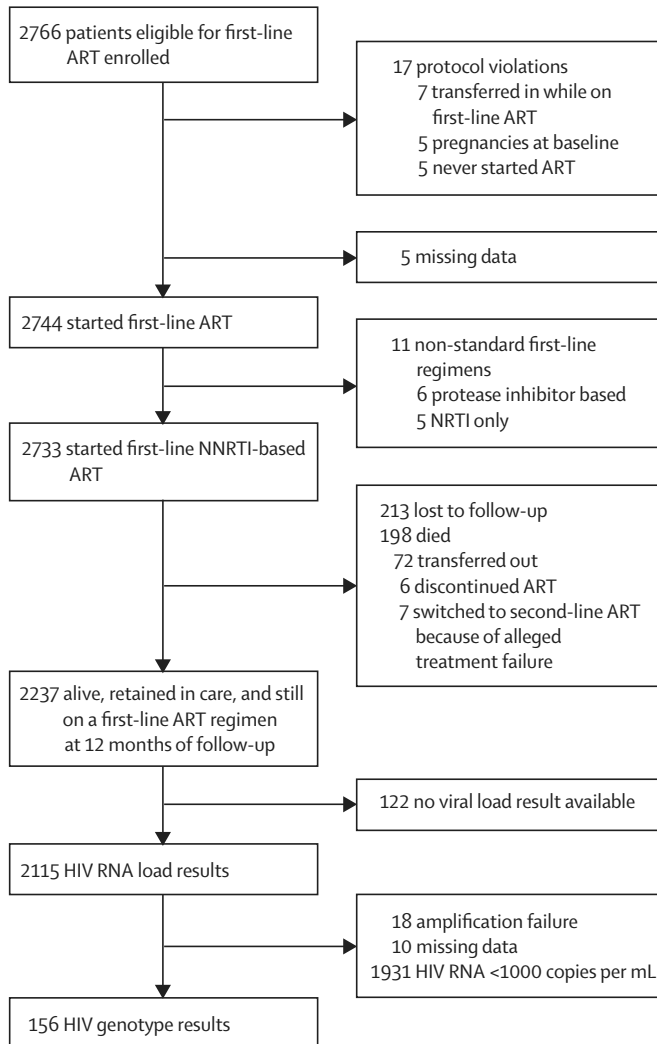 2766 patients eligible for first-line
ART enrolled
17 protocol violations
7 transferred in while on
first-line ART
5 pregnancies at baseline
5 never started ART
5 missing data
2744 started first-line ART
11 non-standard first-line
regimens
6 protease inhibitor based
5 NRTI only
2733 started first-line NNRTI-based
ART
213 lost to follow-up
198 died
72 transferred out
6 discontinued ART
7 switched to second-line ART
because of alleged
treatment failure
2237 alive, retained in care, and still
on a first-line ART regimen
at 12 months of follow-up
122 no viral load result available
2115 HIV RNA load results
18 amplification failure
10 missing data
1931 HIV RNA <1000 copies per mL
156 HIV genotype results